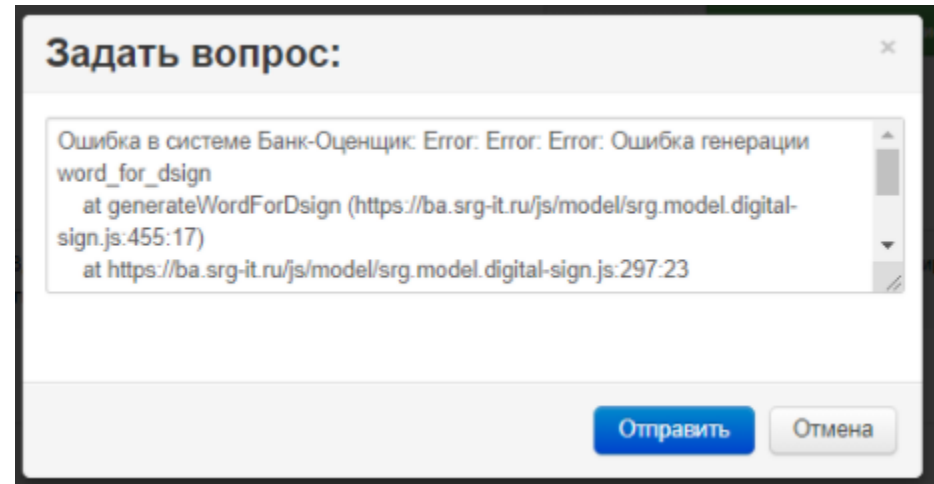 Задать вопрос:
×
Ошибка в системе Банк-Оценщик: Error: Error: Error: Ошибка генерации
word_for_dsign
at generateWordForDsign (https://ba.srg-it.ru/js/model/srg.model.digital-
sign.js:455:17)
at https://ba.srg-it.ru/js/model/srg.model.digital-sign.js:297:23
Отправить
Отмена